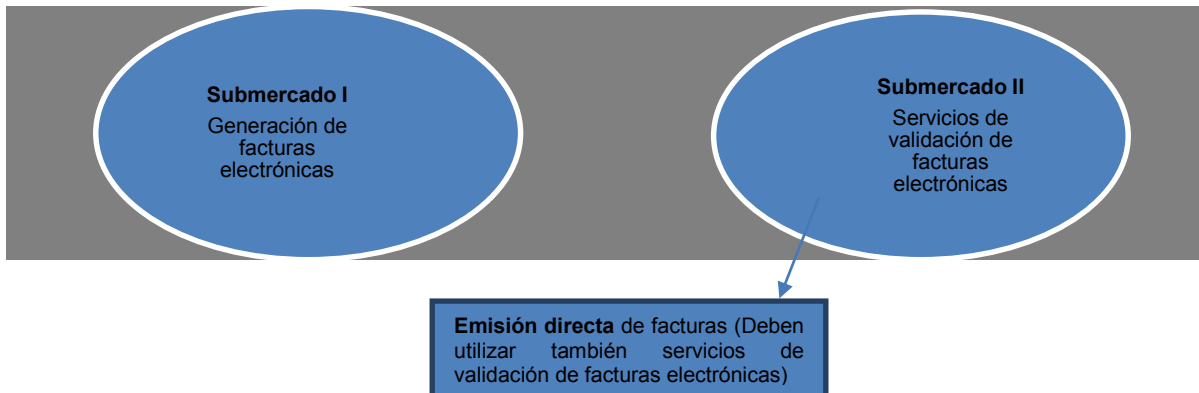 Submercado I
Generación de
facturas
electrónicas
Submercado II
Servicios de
validación de
facturas
electrónicas
Emisión directa de facturas (Deben
utilizar también servicios de
validación de facturas electrónicas)